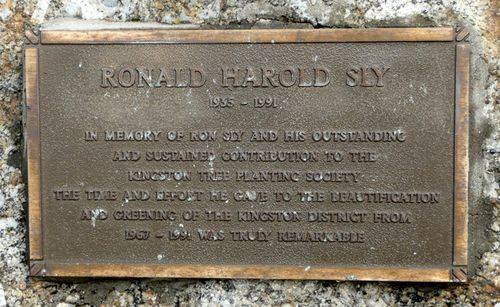 RONALD HAROLD SLY
1935 - 1991
IN MEMORY OF RON SLY AND HIS OUTSTANDING
AND SUSTAINED CONTRIBUTION TO THE
KINGSTON TREE PLANTING SOCIETY
THE TIME AND EFFORT HE GAVE TO THE BEAUTIFICATION
AND GREENING OF THE KINGSTON DISTRICT FROM
1967 - 1991 WAS TRULY REMARKABLE